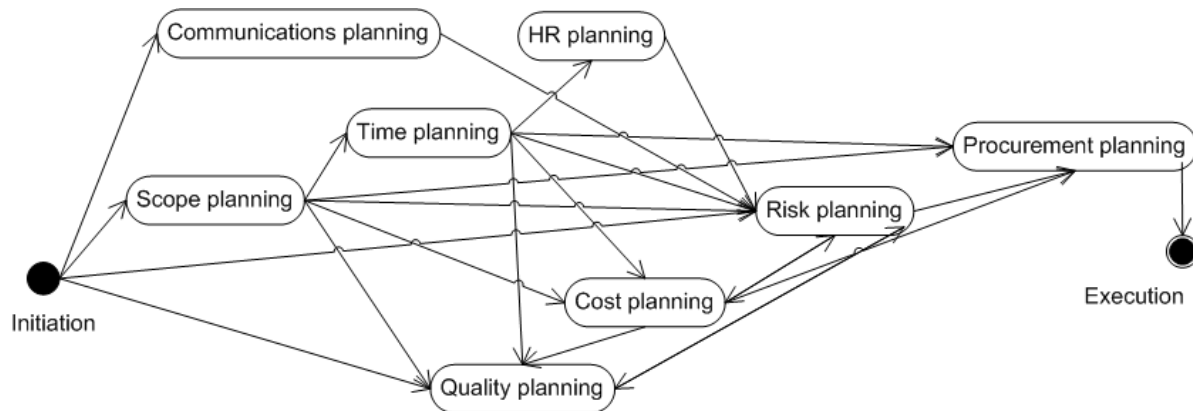 Communications planning
HR planning
Time planning
Procurement planning
Scope planning
Risk planning
Initiation
Cost planning
Execution
Quality planning